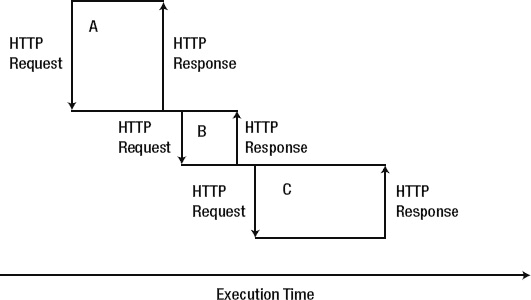 A
HTTP
Request
HTTP
Response
HTTP
Request
B
HTTP
Response
HTTP
Request
C
HTTP
Response
Execution Time